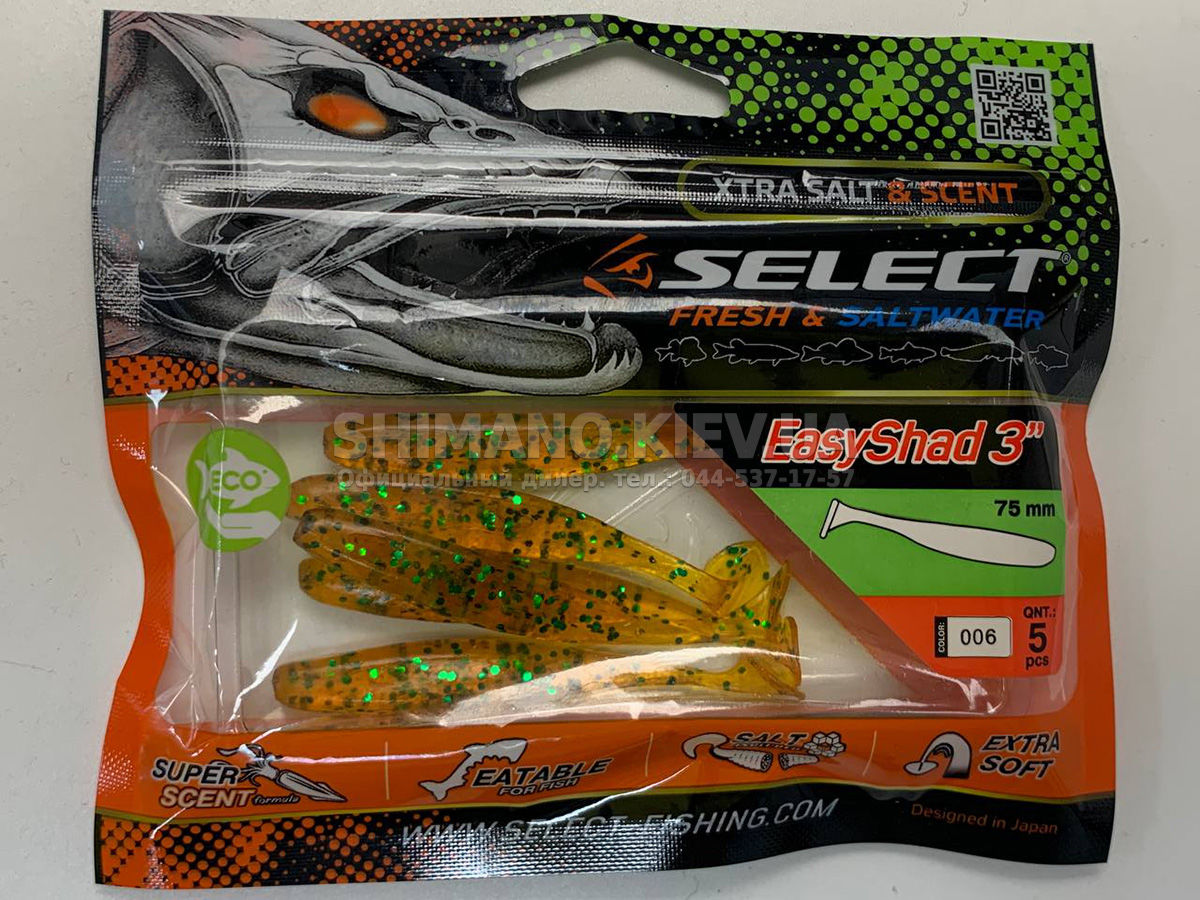 XTRA SALT & SCENT
SELECT®
FRESH & SALTWATER
SHIMANO.KIEV.UA
Официальный дилер. тел.: 044-537-17-57
EasyShad 3”
ECO
75 mm
COLOR: 006
QNT.:
5
pcs
SUPER
SCENT formula
EATABLE
FOR FISH
SALT
EXTRA
SOFT
WWW.SELECT-FISHING.COM
Designed in Japan